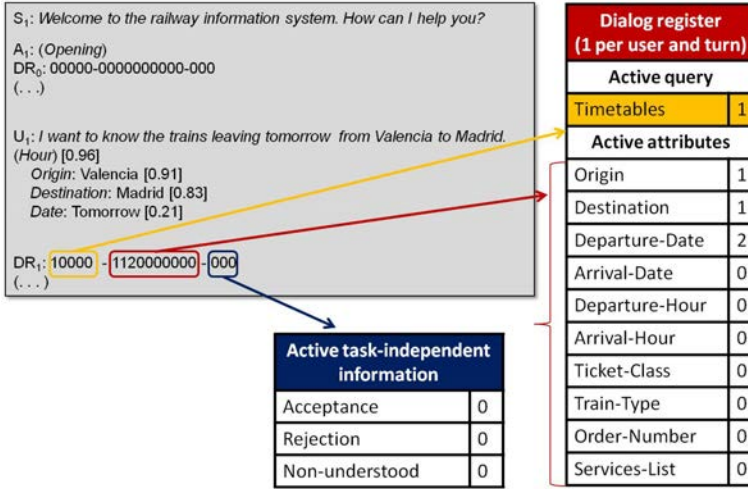 S1: Welcome to the railway information system. How can I help you?
A1: (Opening)
DR0: 00000-0000000000-000
(. . .)
U1: I want to know the trains leaving tomorrow from Valencia to Madrid.
(Hour) [0.96]
Origin: Valencia [0.91]
Destination: Madrid [0.83]
Date: Tomorrow [0.21]
DR1: 10000 - 1120000000 - 000
(. . .)
Active task-independent
information
Acceptance 0
Rejection 0
Non-understood 0
Dialog register
(1 per user and turn)
Active query
Timetables 1
Active attributes
Origin 1
Destination 1
Departure-Date 2
Arrival-Date 0
Departure-Hour 0
Arrival-Hour 0
Ticket-Class 0
Train-Type 0
Order-Number 0
Services-List 0